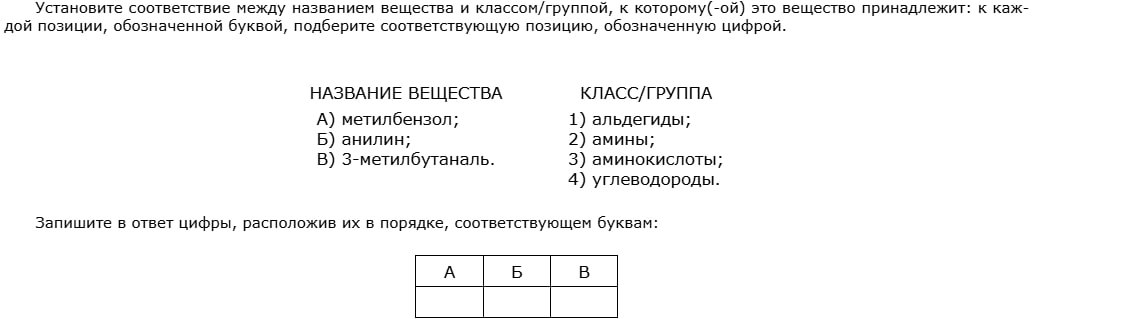 Установите соответствие между названием вещества и классом/группой, к которому(-ой) это вещество принадлежит: к каж-
дой позиции, обозначенной буквой, подберите соответствующую позицию, обозначенную цифрой.
НАЗВАНИЕ ВЕЩЕСТВА
А) метилбензол;
Б) анилин;
В) 3-метилбутаналь.
КЛАСС/ГРУППА
1) альдегиды;
2) амины;
3) аминокислоты;
4) углеводороды.
Запишите в ответ цифры, расположив их в порядке, соответствующем буквам:
А Б В